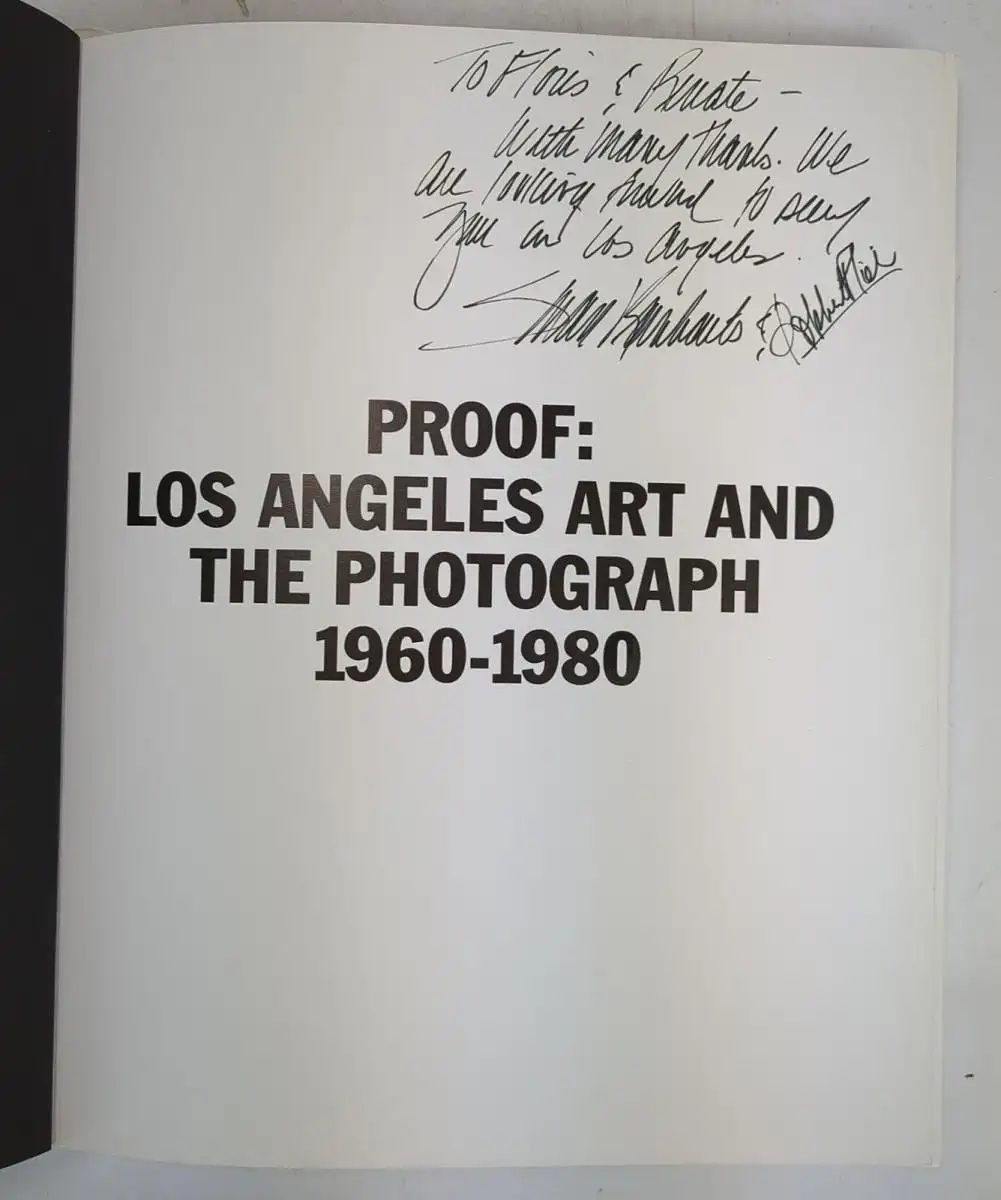 To Floris & Renate –
With many thanks. We
are looking forward to seeing
you in Los Angeles.
&
PROOF:
LOS ANGELES ART AND
THE PHOTOGRAPH
1960-1980